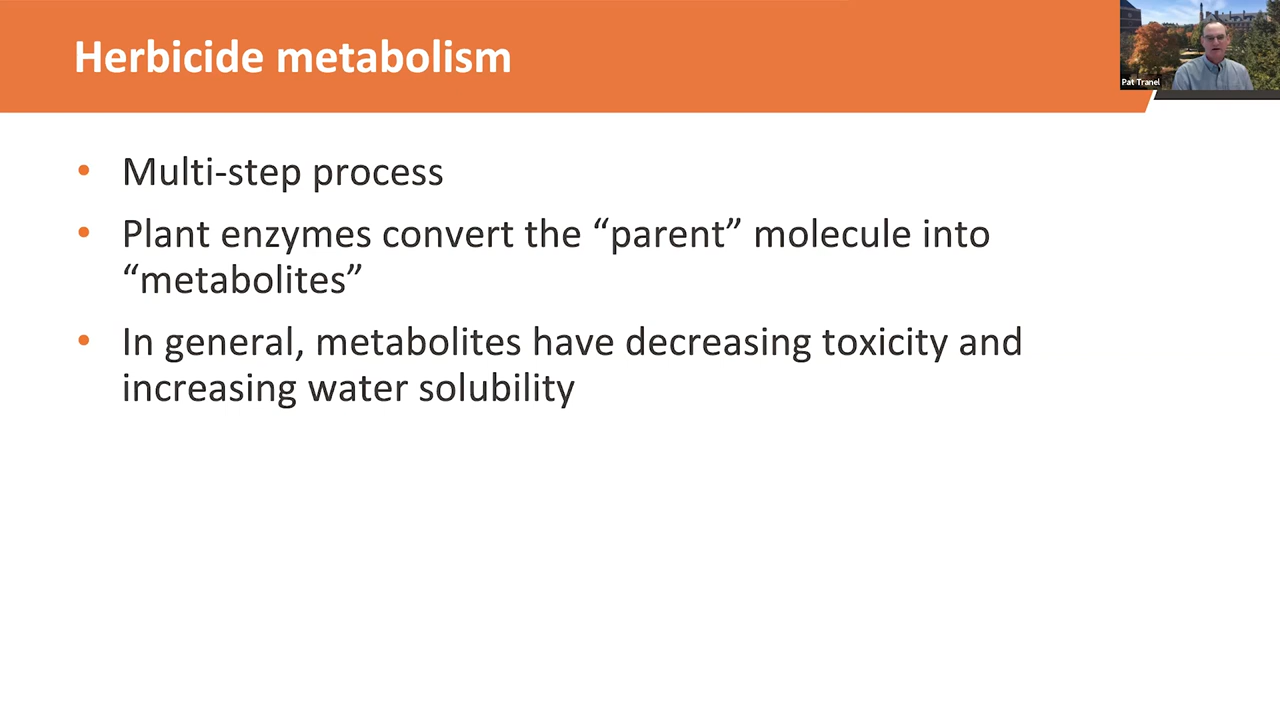 Herbicide metabolism
Pat Tranel
• Multi-step process
• Plant enzymes convert the “parent” molecule into
“metabolites”
• In general, metabolites have decreasing toxicity and
increasing water solubility